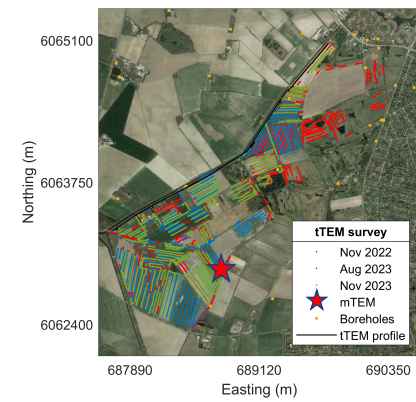 6065100
6063750
6062400
Northing (m)
tTEM survey
Nov 2022
Aug 2023
Nov 2023
mTEM
Boreholes
tTEM profile
687890
689120
690350
Easting (m)